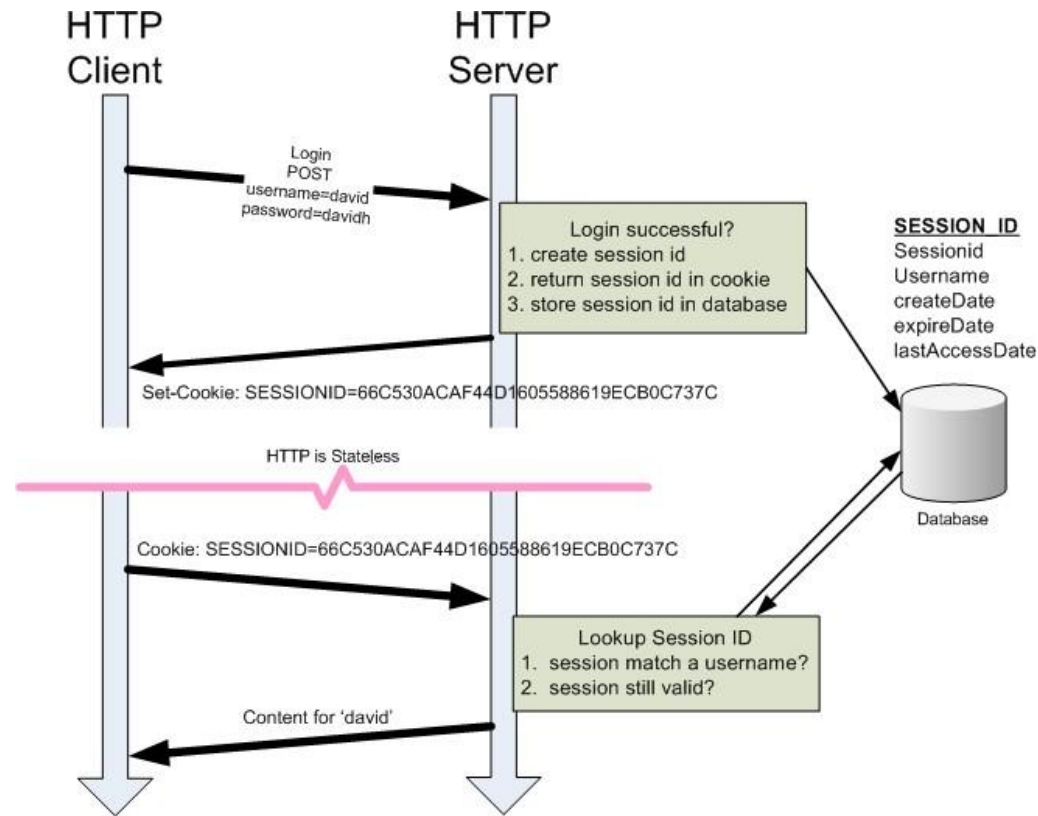 HTTP
Client
HTTP
Server
Login
POST
username=david
password=davidh
Login successful?
1. create session id
2. return session id in cookie
3. store session id in database
SESSION_ID
Sessionid
Username
createDate
expireDate
lastAccessDate
Set-Cookie: SESSIONID=66C530ACAF44D1605588619ECB0C737C
HTTP is Stateless
Database
Cookie: SESSIONID=66C530ACAF44D1605588619ECB0C737C
Lookup Session ID
1. session match a username?
2. session still valid?
Content for 'david'